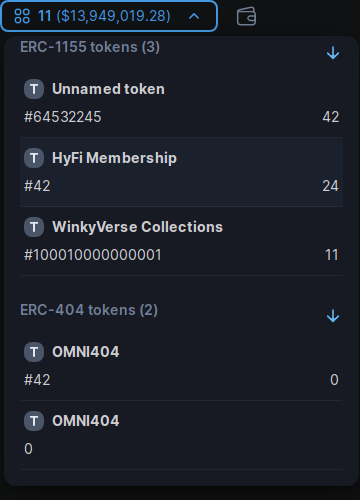 11 ($13,949,019.28)
ERC-1155 tokens (3)
T Unnamed token
#64532245 42
T HyFi Membership
#42 24
T WinkyVerse Collections
#100010000000001 11
ERC-404 tokens (2)
T OMNI404
#42 0
T OMNI404
0